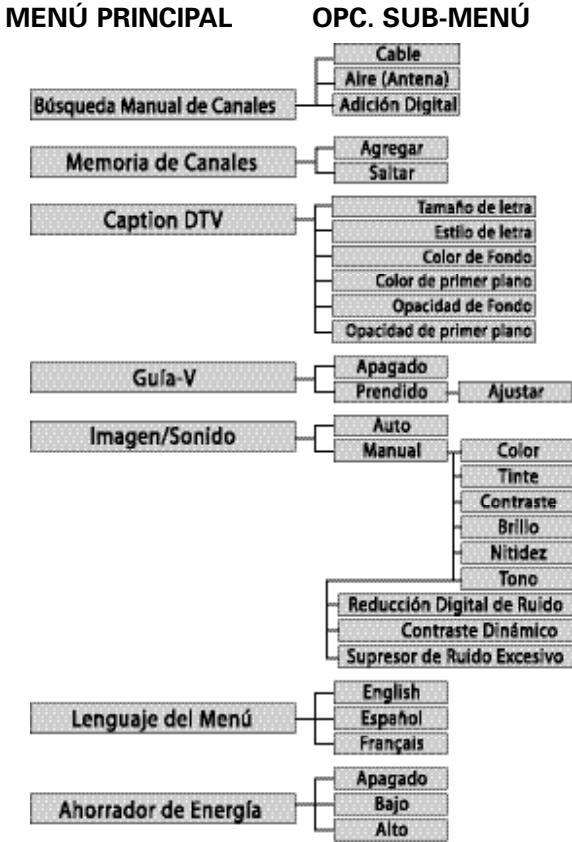 MENÚ PRINCIPAL OPC. SUB-MENÚ
Búsqueda Manual de Canales
Cable
Aire (Antena)
Adición Digital
Memoria de Canales
Agregar
Saltar
Caption DTV
Tamaño de letra
Estilo de letra
Color de Fondo
Color de primer plano
Opacidad de Fondo
Opacidad de primer plano
Guía-V
Apagado
Prendido
Ajustar
Imagen/Sonido
Auto
Manual
Color
Tinte
Contraste
Brillo
Nitidez
Tono
Reducción Digital de Ruido
Contraste Dinámico
Supresor de Ruido Excesivo
Lenguaje del Menú
English
Español
Français
Ahorrador de Energía
Apagado
Bajo
Alto